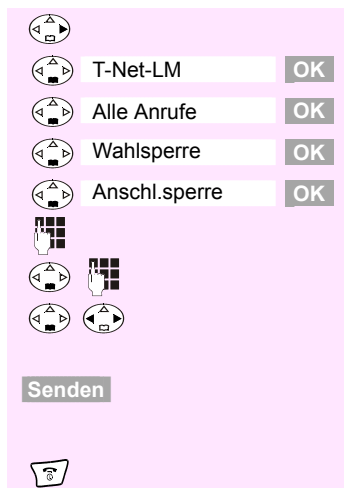 T-Net-LM OK
Alle Anrufe OK
Wahlsperre OK
Anschl.sperre OK
Senden